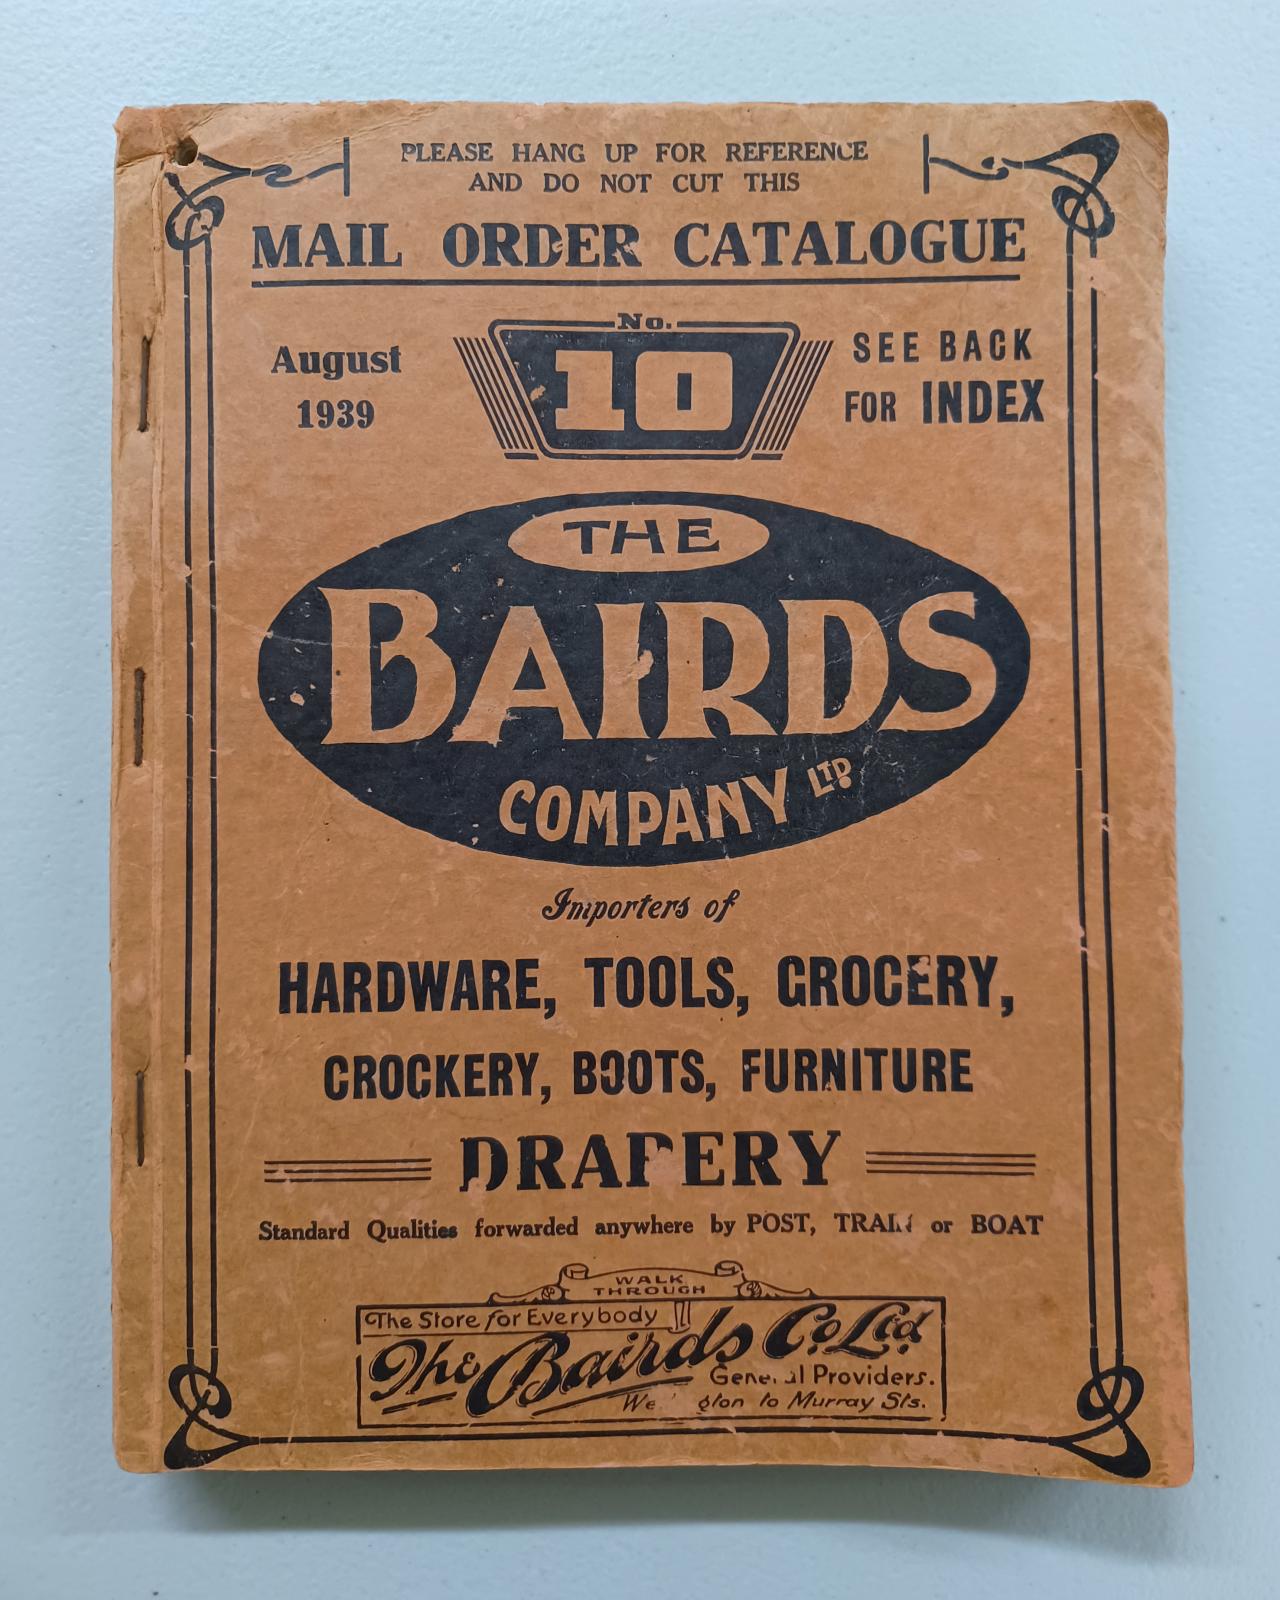 PLEASE HANG UP FOR REFERENCE
AND DO NOT CUT THIS
MAIL ORDER CATALOGUE
August
1939
No.
10
SEE BACK
FOR INDEX
THE
BAIRDS
COMPANY LTD.
Importers of
HARDWARE, TOOLS, GROCERY,
CROCKERY, BOOTS, FURNITURE
DRAPERY
Standard Qualities forwarded anywhere by POST, TRAIN or BOAT
WALK
THROUGH
The Store for Everybody
The Bairds Co. Ltd.
General Providers.
to Murray Sts.